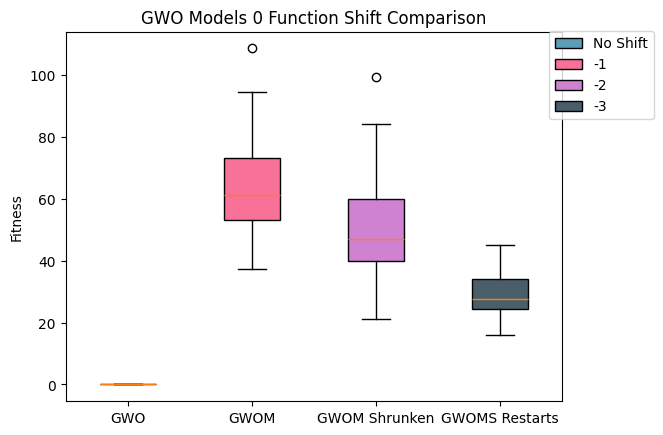 GWO Models 0 Function Shift Comparison
No Shift
-1
-2
-3
Fitness
100
80
60
40
20
0
GWO GWOM GWOM Shrunken GWOMS Restarts